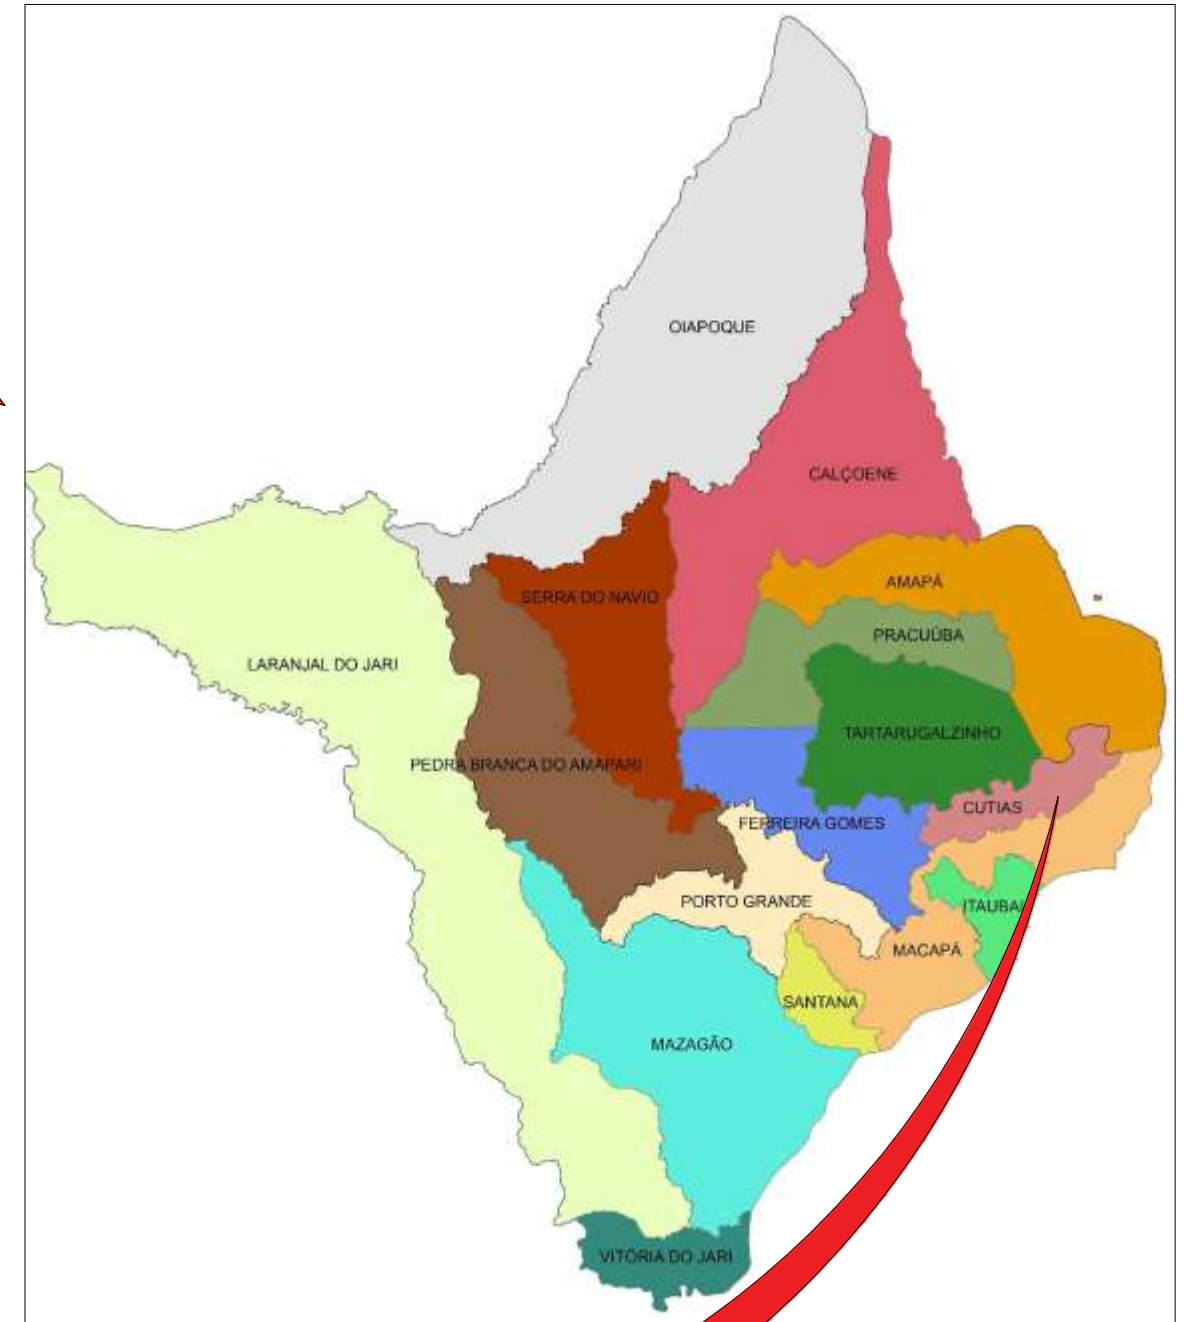 OIAPOQUE
CALÇOENE
AMAPÁ
SERRA DO NAVIO
PRACUÚBA
LARANJAL DO JARI
TARTARUGALZINHO
PEDRA BRANCA DO AMAPARI
CUTIAS
FERREIRA GOMES
PORTO GRANDE
ITAUBAL
MACAPÁ
SANTANA
MAZAGÃO
VITÓRIA DO JARI